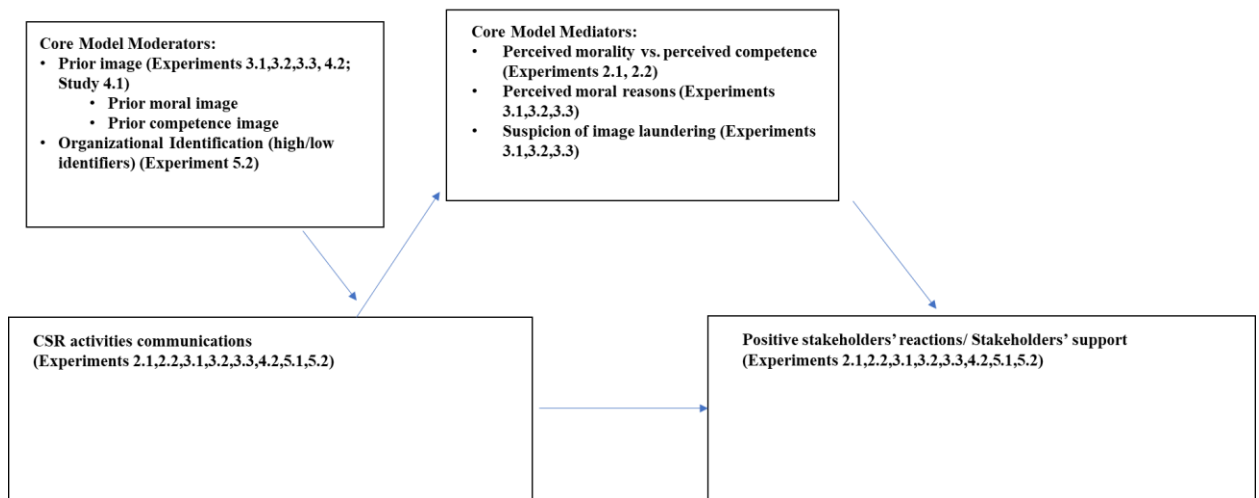 Core Model Moderators:
• Prior image (Experiments 3.1,3.2,3.3, 4.2;
Study 4.1)
• Prior moral image
• Prior competence image
• Organizational Identification (high/low
identifiers) (Experiment 5.2)
Core Model Mediators:
• Perceived morality vs. perceived competence
(Experiments 2.1, 2.2)
• Perceived moral reasons (Experiments
3.1,3.2,3.3)
• Suspicion of image laundering (Experiments
3.1,3.2,3.3)
CSR activities communications
(Experiments 2.1,2.2,3.1,3.2,3.3,4.2,5.1,5.2)
Positive stakeholders’ reactions/ Stakeholders’ support
(Experiments 2.1,2.2,3.1,3.2,3.3,4.2,5.1,5.2)